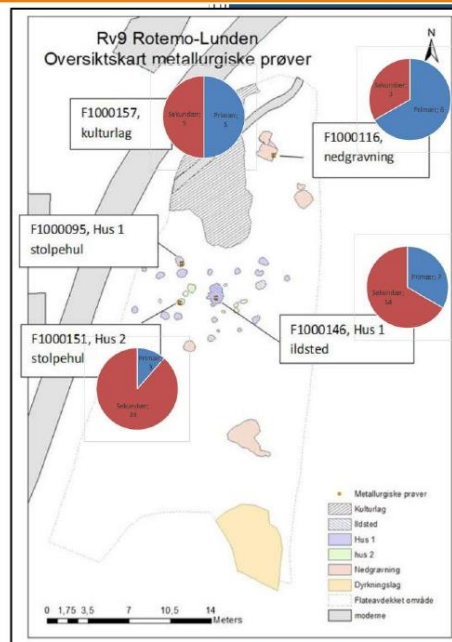 Rv9 Rotemo-Lunden
Oversiktskart metallurgiske prøver
N
F1000157,
kulturlag
Sekundær;
5
Primær;
5
Sekundær;
3
Primær; 6
F1000116,
nedgravning
F1000095, Hus 1
stolpehul
F1000151, Hus 2
stolpehul
Primær;
Sekundær;
Sekundær;
14
Primær; 7
F1000146, Hus 1
ildsted
Metallurgiske prøver
Kulturlag
Ildsted
Hus 1
hus 2
Nedgravning
Dyrkningslag
Flateavdekket område
moderne
0 1,75 3,5 7 10,5 14
Meters